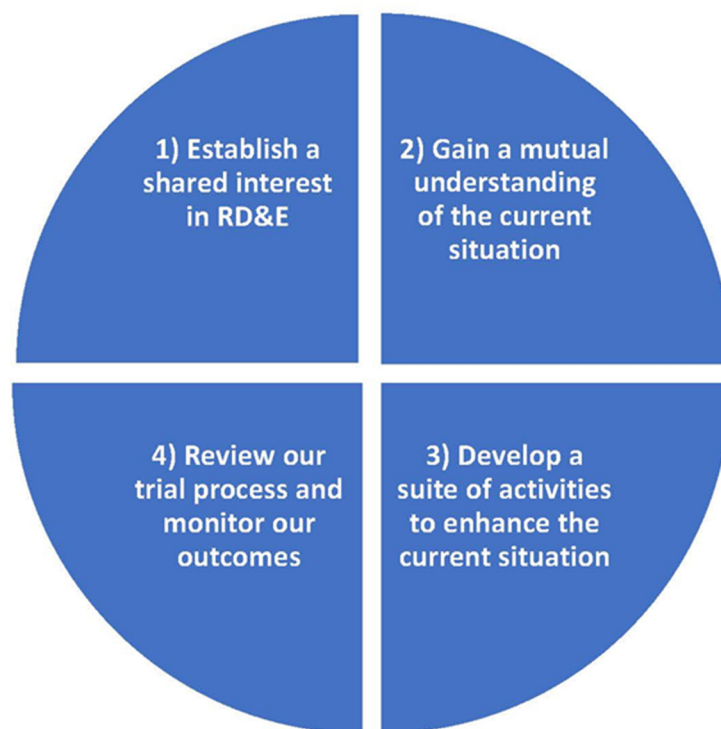 1) Establish a
shared interest
in RD&E
2) Gain a mutual
understanding
of the current
situation
3) Develop a
suite of activities
to enhance the
current situation
4) Review our
trial process and
monitor our
outcomes